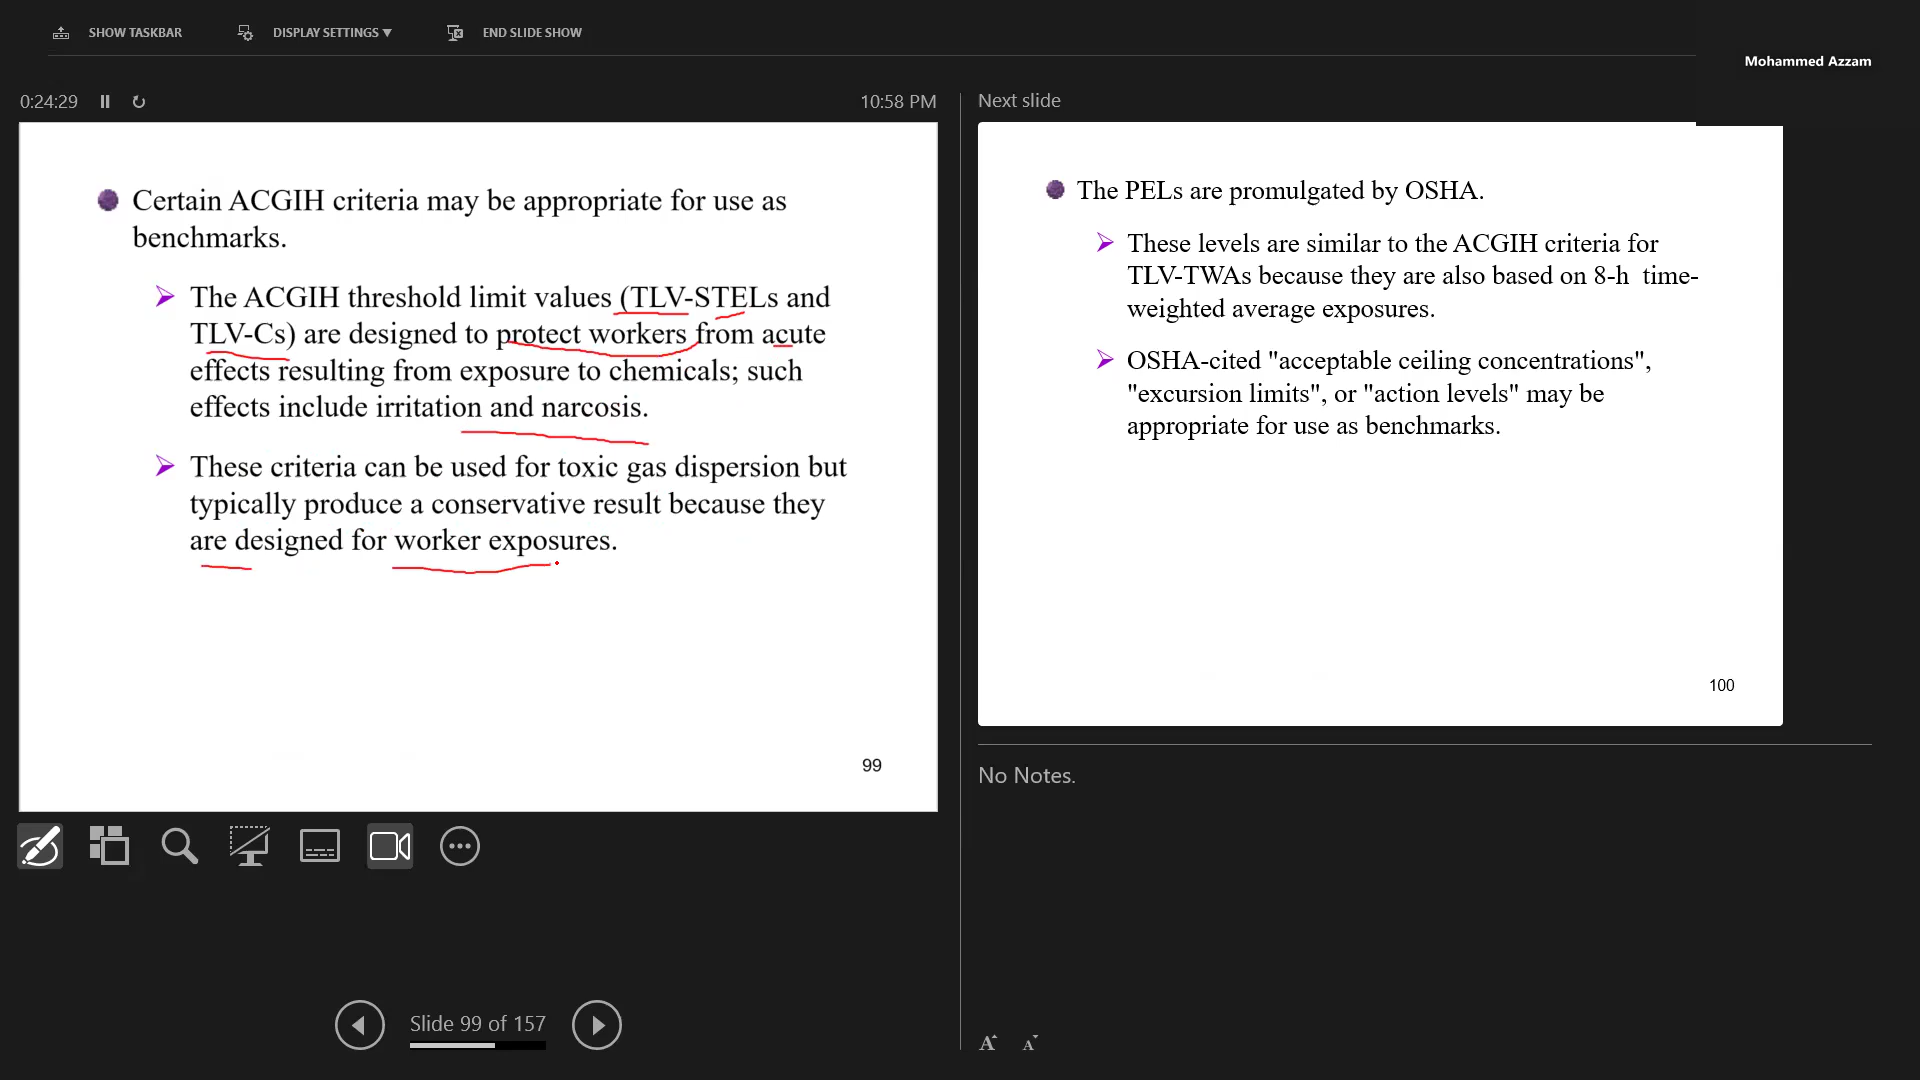 SHOW TASKBAR
DISPLAY SETTINGS ▼
END SLIDE SHOW
Mohammed Azzam
0:24:29
10:58 PM
Certain ACGIH criteria may be appropriate for use as
benchmarks.
The ACGIH threshold limit values (TLV-STELs and
TLV-Cs) are designed to protect workers from acute
effects resulting from exposure to chemicals; such
effects include irritation and narcosis.
These criteria can be used for toxic gas dispersion but
typically produce a conservative result because they
are designed for worker exposures.
99
Next slide
The PELs are promulgated by OSHA.
These levels are similar to the ACGIH criteria for
TLV-TWAs because they are also based on 8-h time-
weighted average exposures.
OSHA-cited "acceptable ceiling concentrations",
"excursion limits", or "action levels" may be
appropriate for use as benchmarks.
100
No Notes.
Slide 99 of 157
A A